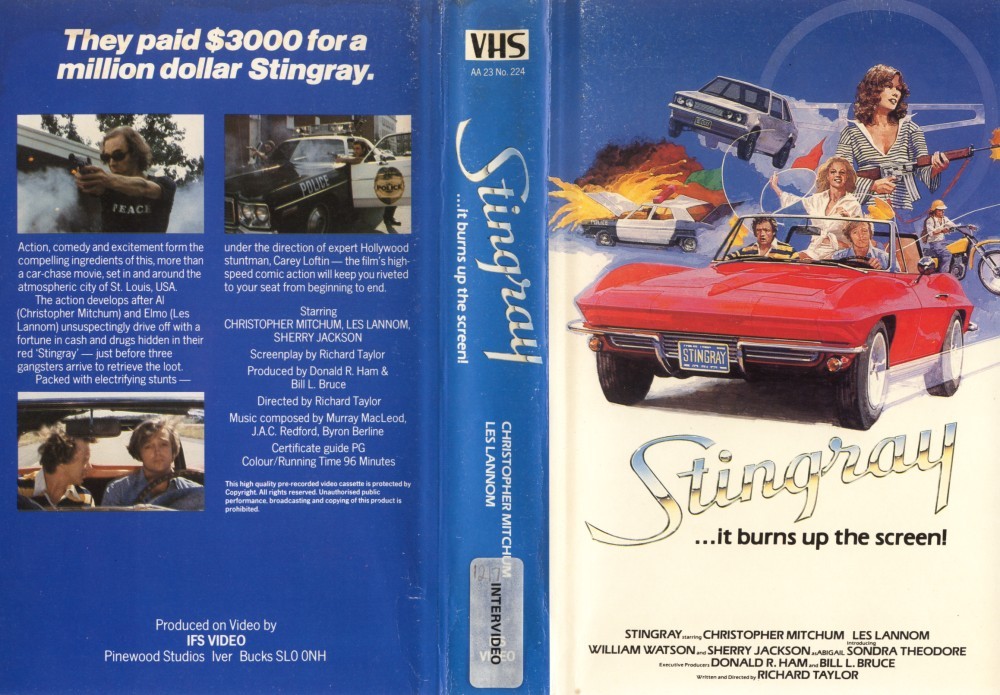 They paid $3000 for a
million dollar Stingray.
PEACE
POLICE
POLICE
Action, comedy and excitement form the
compelling ingredients of this, more than
a car-chase movie, set in and around the
atmospheric city of St. Louis, USA.
The action develops after Al
(Christopher Mitchum) and Elmo (Les
Lannom) unsuspectingly drive off with a
fortune in cash and drugs hidden in their
red 'Stingray' — just before three
gangsters arrive to retrieve the loot.
Packed with electrifying stunts —
under the direction of expert Hollywood
stuntman, Carey Loftin — the film's high-
speed comic action will keep you riveted
to your seat from beginning to end.
Starring
CHRISTOPHER MITCHUM, LES LANNOM,
SHERRY JACKSON
Screenplay by Richard Taylor
Produced by Donald R. Ham &
Bill L. Bruce
Directed by Richard Taylor
Music composed by Murray MacLeod,
J.A.C. Redford, Byron Berline
Certificate guide PG
Colour/Running Time 96 Minutes
This high quality pre-recorded video cassette is protected by
Copyright. All rights reserved. Unauthorised public
performance, broadcasting and copying of this product is
prohibited.
Produced on Video by
IFS VIDEO
Pinewood Studios Iver Bucks SL0 0NH
VHS
AA 23 No. 224
Stingray
...it burns up the screen!
CHRISTOPHER MITCHUM
LES LANNOM
INTERVIDEO
VIDEO
POLICE
STINGRAY
Stingray
...it burns up the screen!
STINGRAY starring CHRISTOPHER MITCHUM LES LANNOM
WILLIAM WATSON and SHERRY JACKSON as ABIGAIL introducing SONDRA THEODORE
Executive Producers DONALD R. HAM and BILL L. BRUCE
Written and Directed by RICHARD TAYLOR